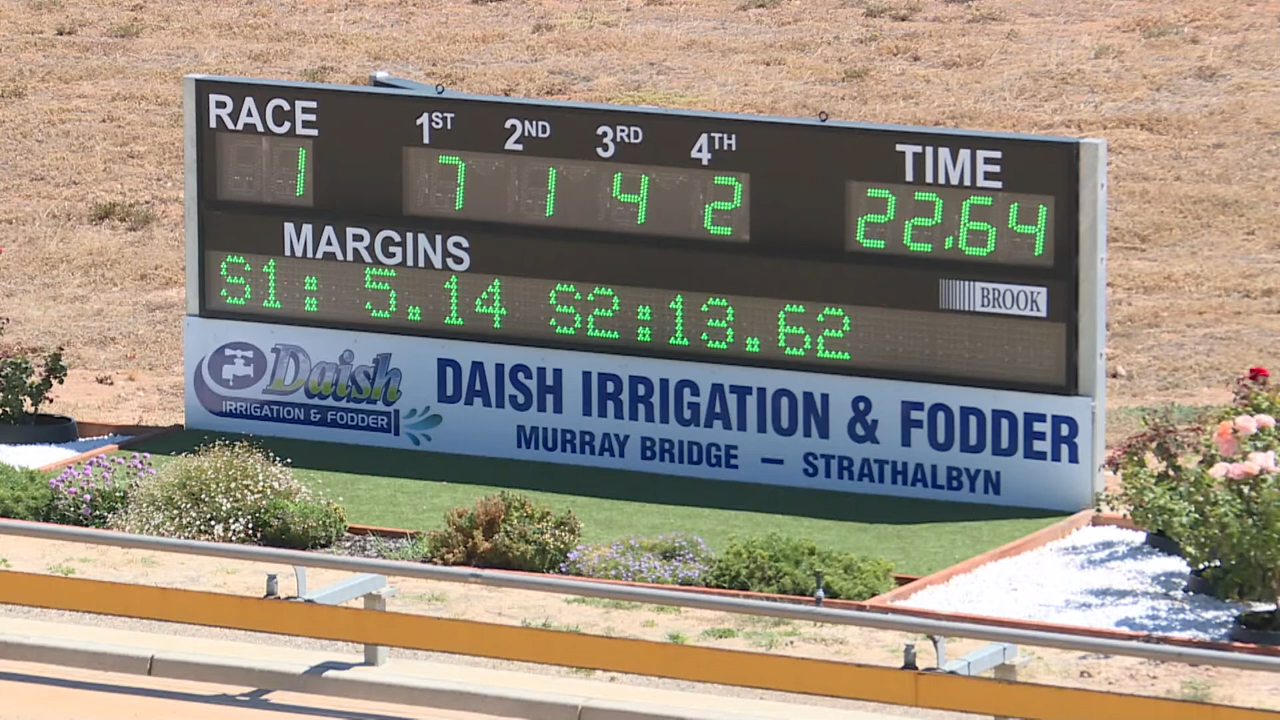 RACE 1ST 2ND 3RD 4TH TIME
1 7 1 4 2 22.64
MARGINS
BROOK
S1: 5.14 S2:13.62
Daish
IRRIGATION & FODDER
DAISH IRRIGATION & FODDER
MURRAY BRIDGE – STRATHALBYN